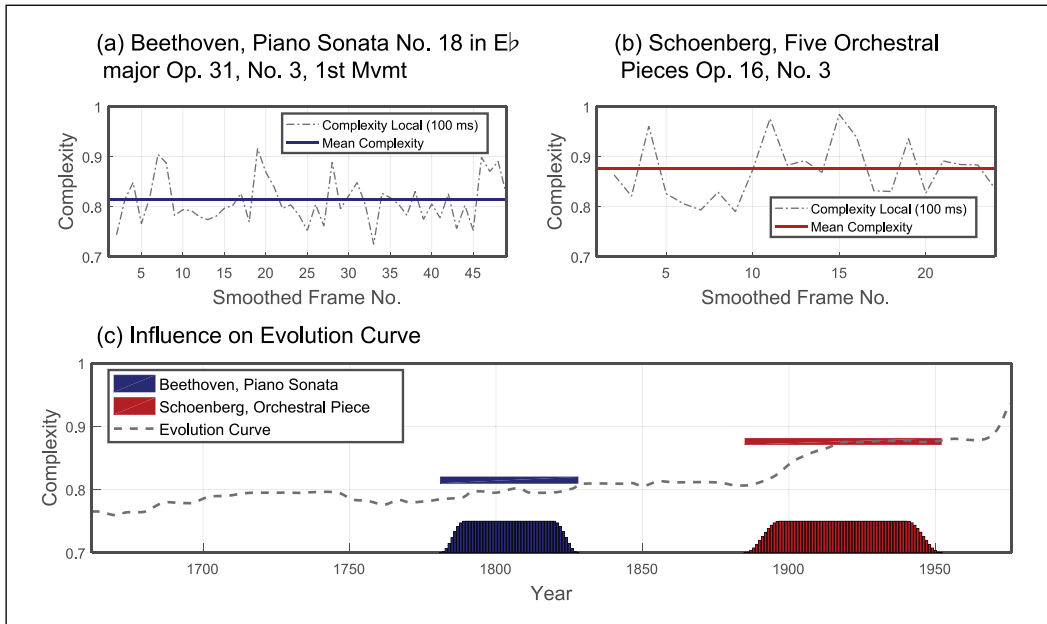 (a) Beethoven, Piano Sonata No. 18 in E♭
major Op. 31, No. 3, 1st Mvmt
(b) Schoenberg, Five Orchestral
Pieces Op. 16, No. 3
1
0.9
0.8
0.7
Complexity
Complexity Local (100 ms)
Mean Complexity
5 10 15 20 25 30 35 40 45
Smoothed Frame No.
1
0.9
0.8
0.7
Complexity
Complexity Local (100 ms)
Mean Complexity
5 10 15 20
Smoothed Frame No.
(c) Influence on Evolution Curve
1
0.9
0.8
0.7
Complexity
Beethoven, Piano Sonata
Schoenberg, Orchestral Piece
Evolution Curve
1700 1750 1800 1850 1900 1950
Year